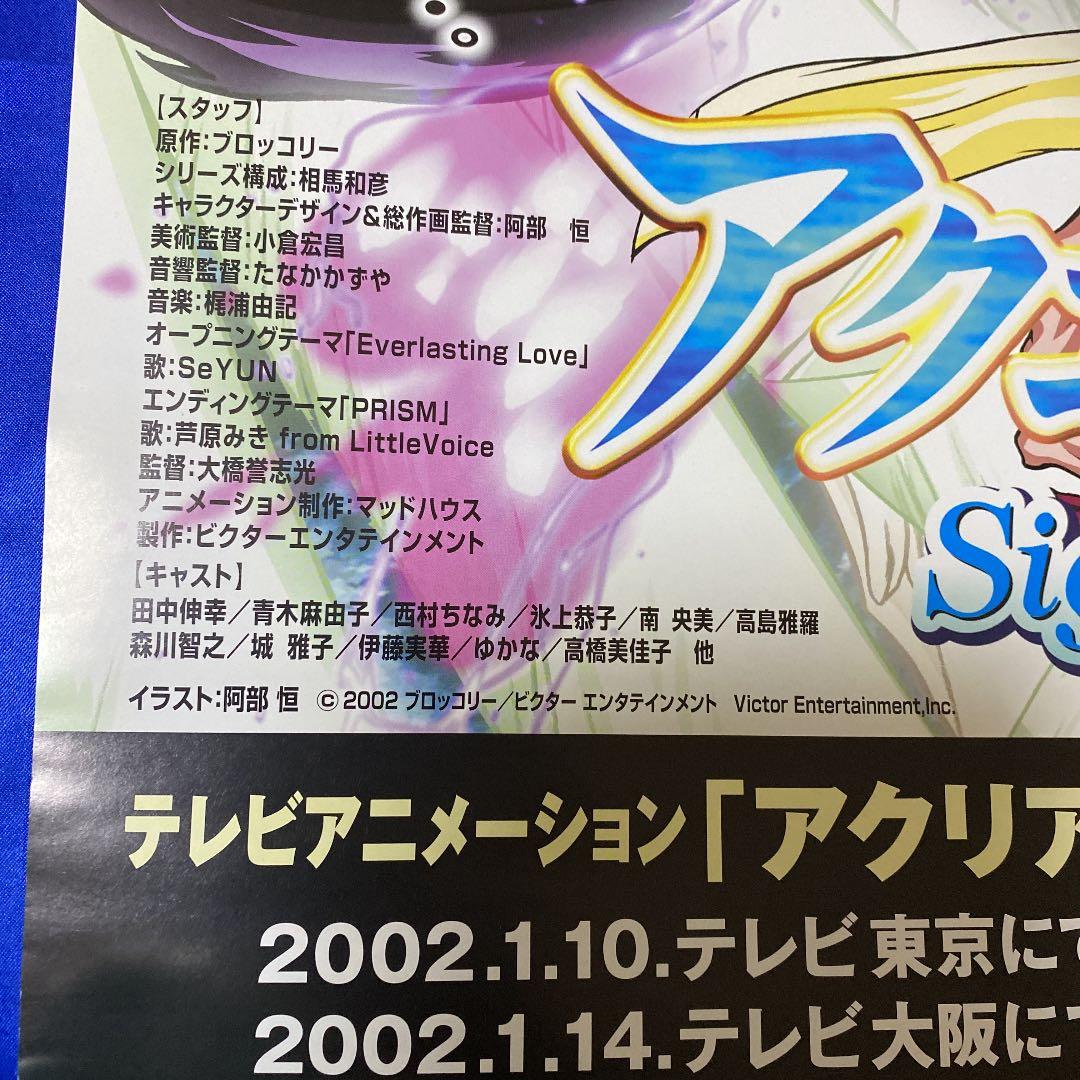 【スタッフ】
原作:ブロッコリー
シリーズ構成:相馬和彦
キャラクターデザイン&総作画監督:阿部 恒
美術監督:小倉宏昌
音響監督:たなかかずや
音楽:梶浦由記
オープニングテーマ「Everlasting Love」
歌:SeYUN
エンディングテーマ「PRISM」
歌:芦原みき from LittleVoice
監督:大橋誉志光
アニメーション制作:マッドハウス
製作:ビクターエンタテインメント
【キャスト】
田中伸幸/青木麻由子/西村ちなみ/氷上恭子/南 央美/高島雅羅
森川智之/城 雅子/伊藤実華/ゆかな/高橋美佳子 他
イラスト:阿部 恒 © 2002 ブロッコリー/ビクター エンタテインメント Victor Entertainment,Inc.
アク
Sig
テレビアニメーション「アクリア
2002.1.10.テレビ東京にて
2002.1.14.テレビ大阪にて